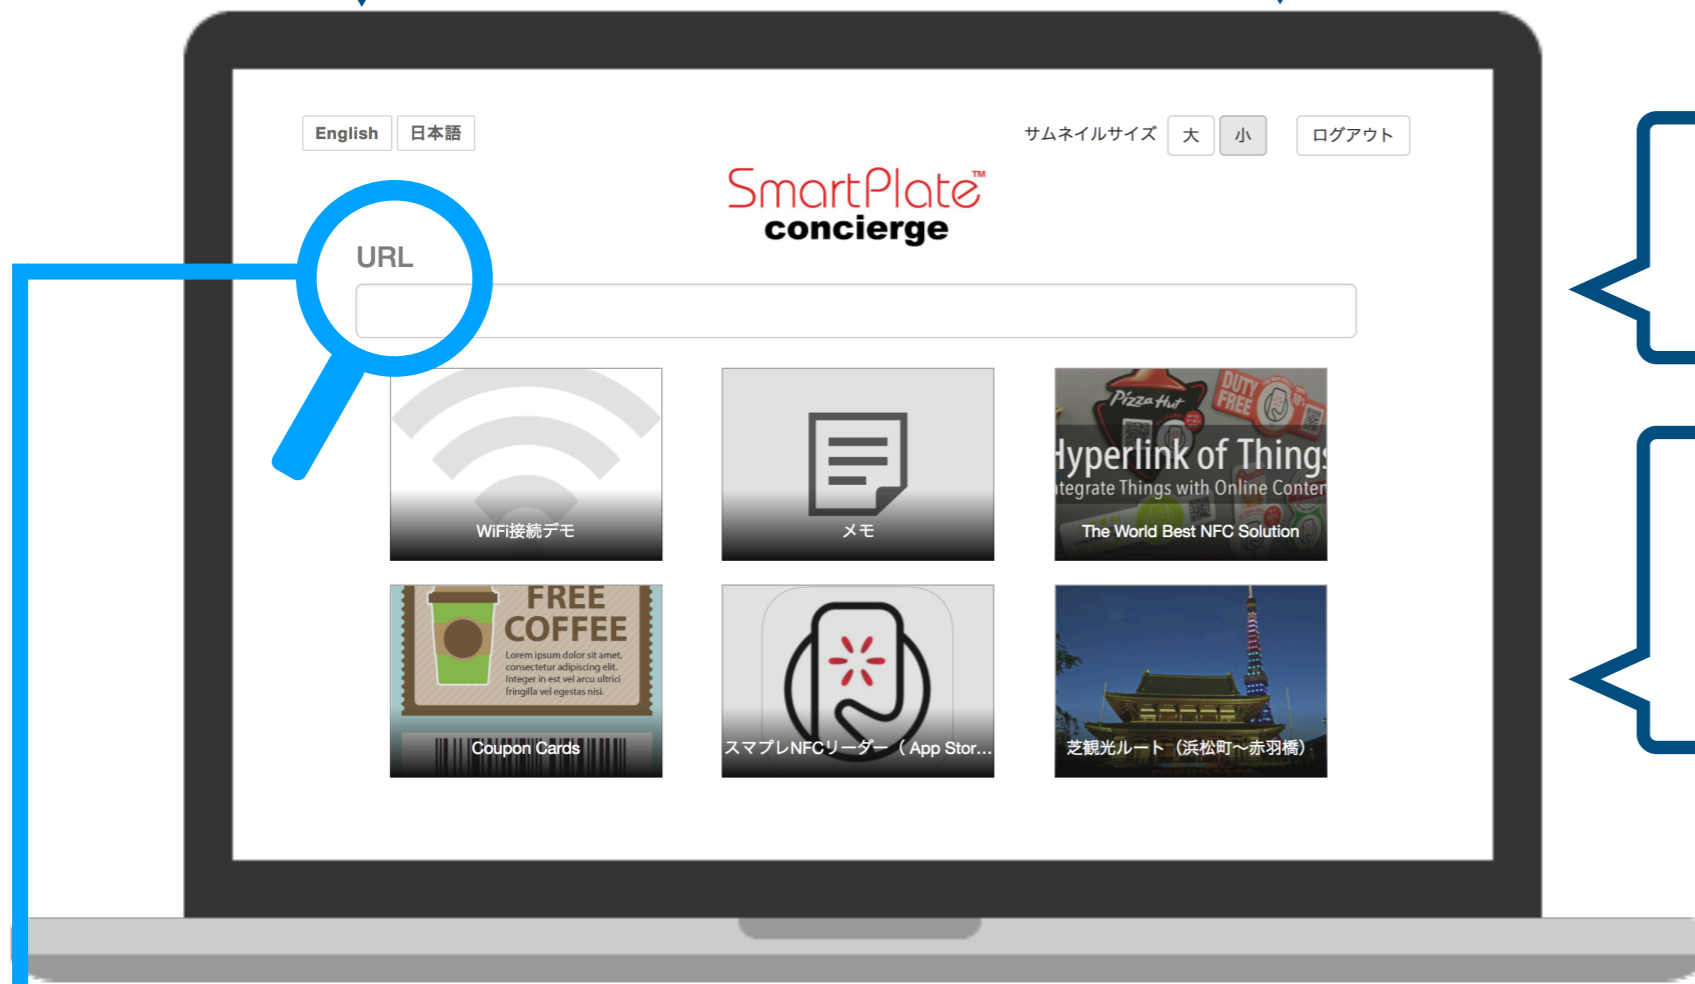 English 日本語 サムネイルサイズ 大 小 ログアウト
SmartPlate™
concierge
URL
WiFi接続デモ
メモ
Pizza Hut
DUTY
FREE
Hyperlink of Things
Integrate Things with Online Conten
The World Best NFC Solution
FREE
COFFEE
Lorem ipsum dolor sit amet,
consectetur adipiscing elit.
Integer in est vel arcu ultrici
fringilla vel egestas nisi.
Coupon Cards
スマプレNFCリーダー（ App Stor...
芝観光ルート（浜松町〜赤羽橋）